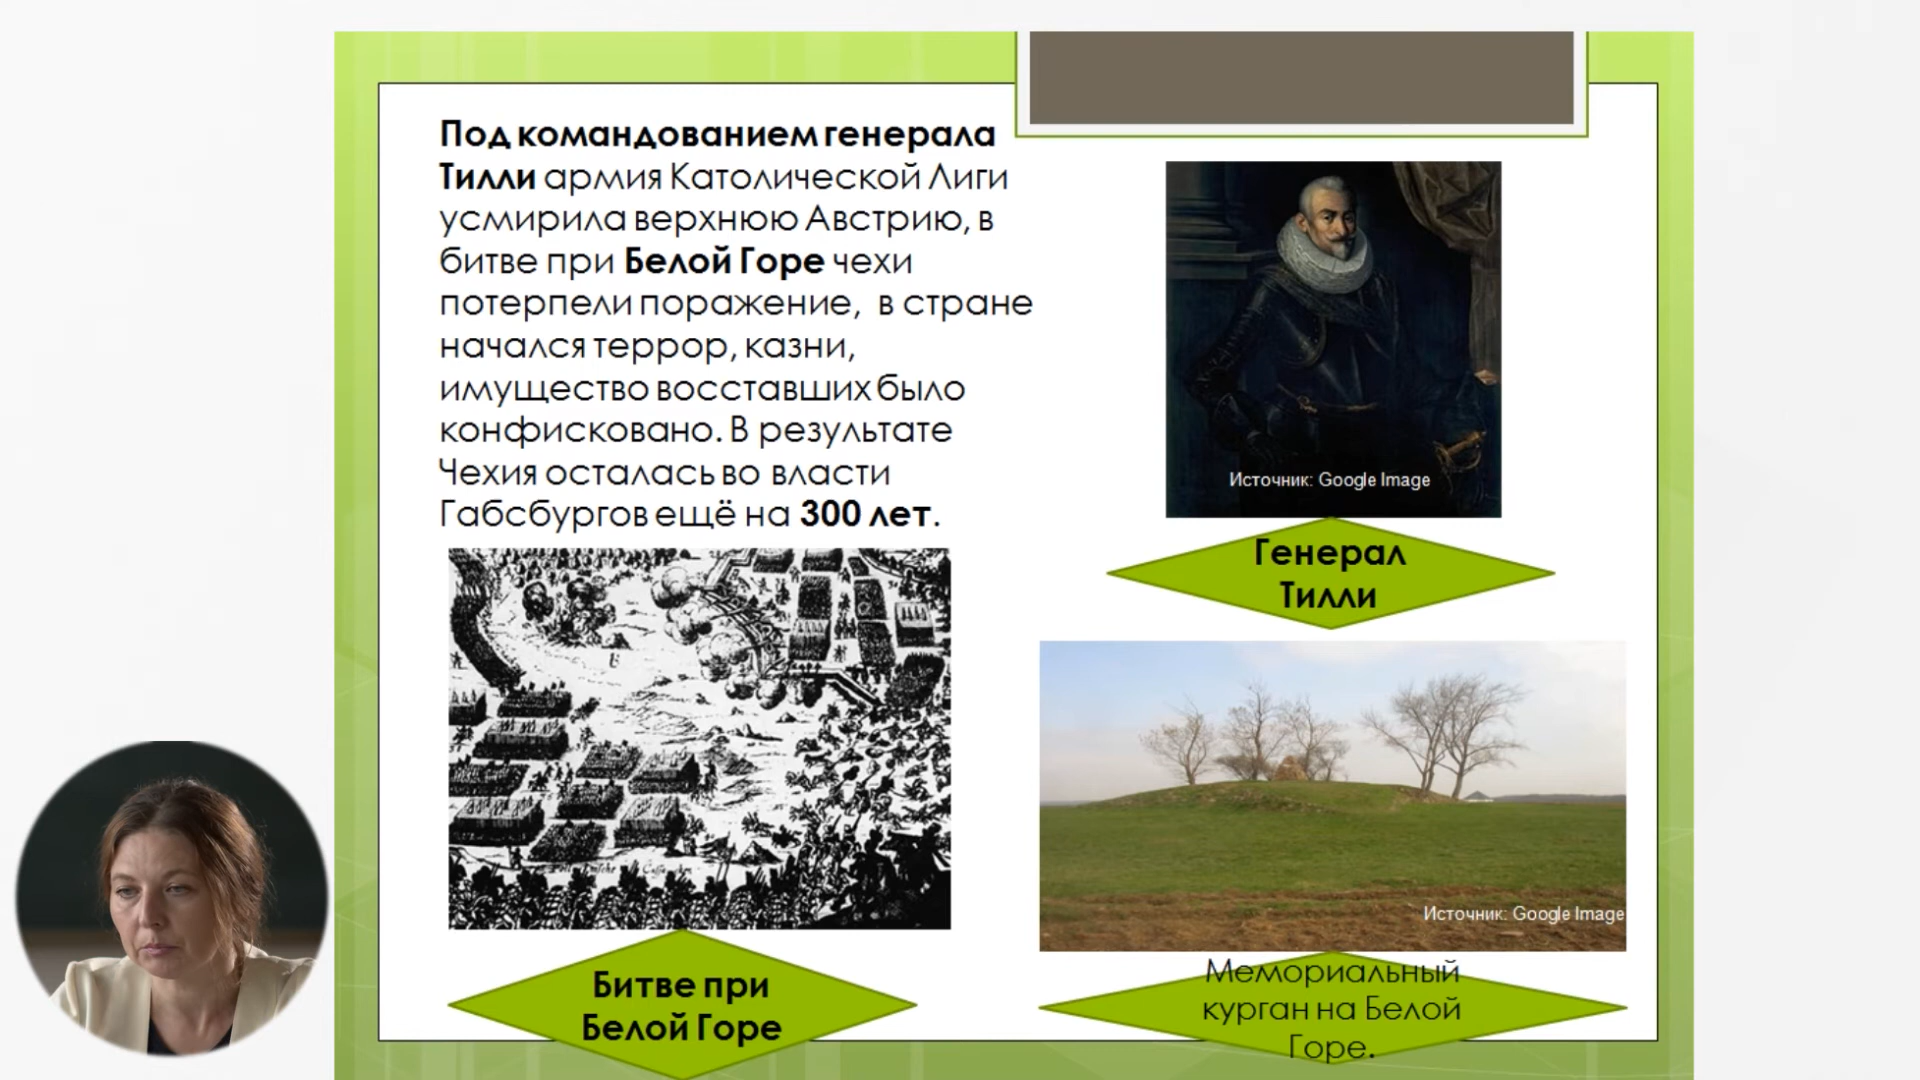 Под командованием генерала
Тилли армия Католической Лиги
усмирила верхнюю Австрию, в
битве при Белой Горе чехи
потерпели поражение, в стране
начался террор, казни,
имущество восставших было
конфисковано. В результате
Чехия осталась во власти
Габсбургов ещё на 300 лет.
Источник: Google Image
Генерал
Тилли
Битве при
Белой Горе
Источник: Google Image
Мемориальный
курган на Белой
Горе.